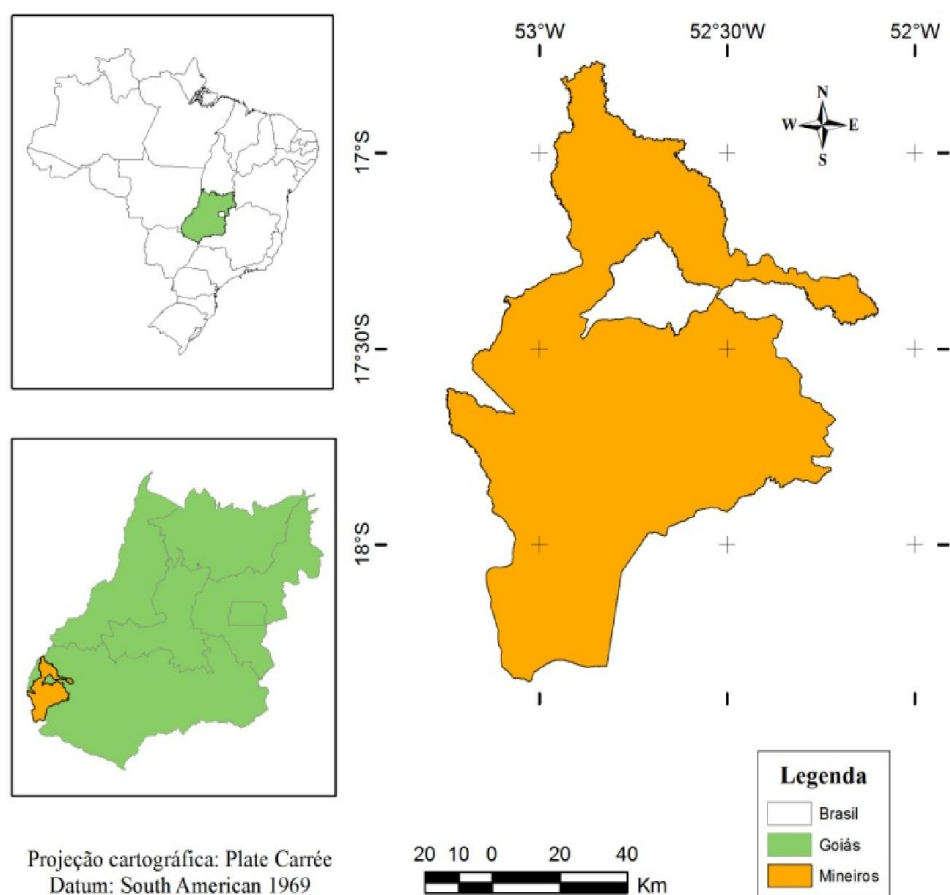 53°W 52°30'W 52°W
N
W E
S
17°S
17°30'S
18°S
Legenda
Brasil
Goiás
Mineiros
Projeção cartográfica: Plate Carrée
Datum: South American 1969
20 10 0 20 40
Km